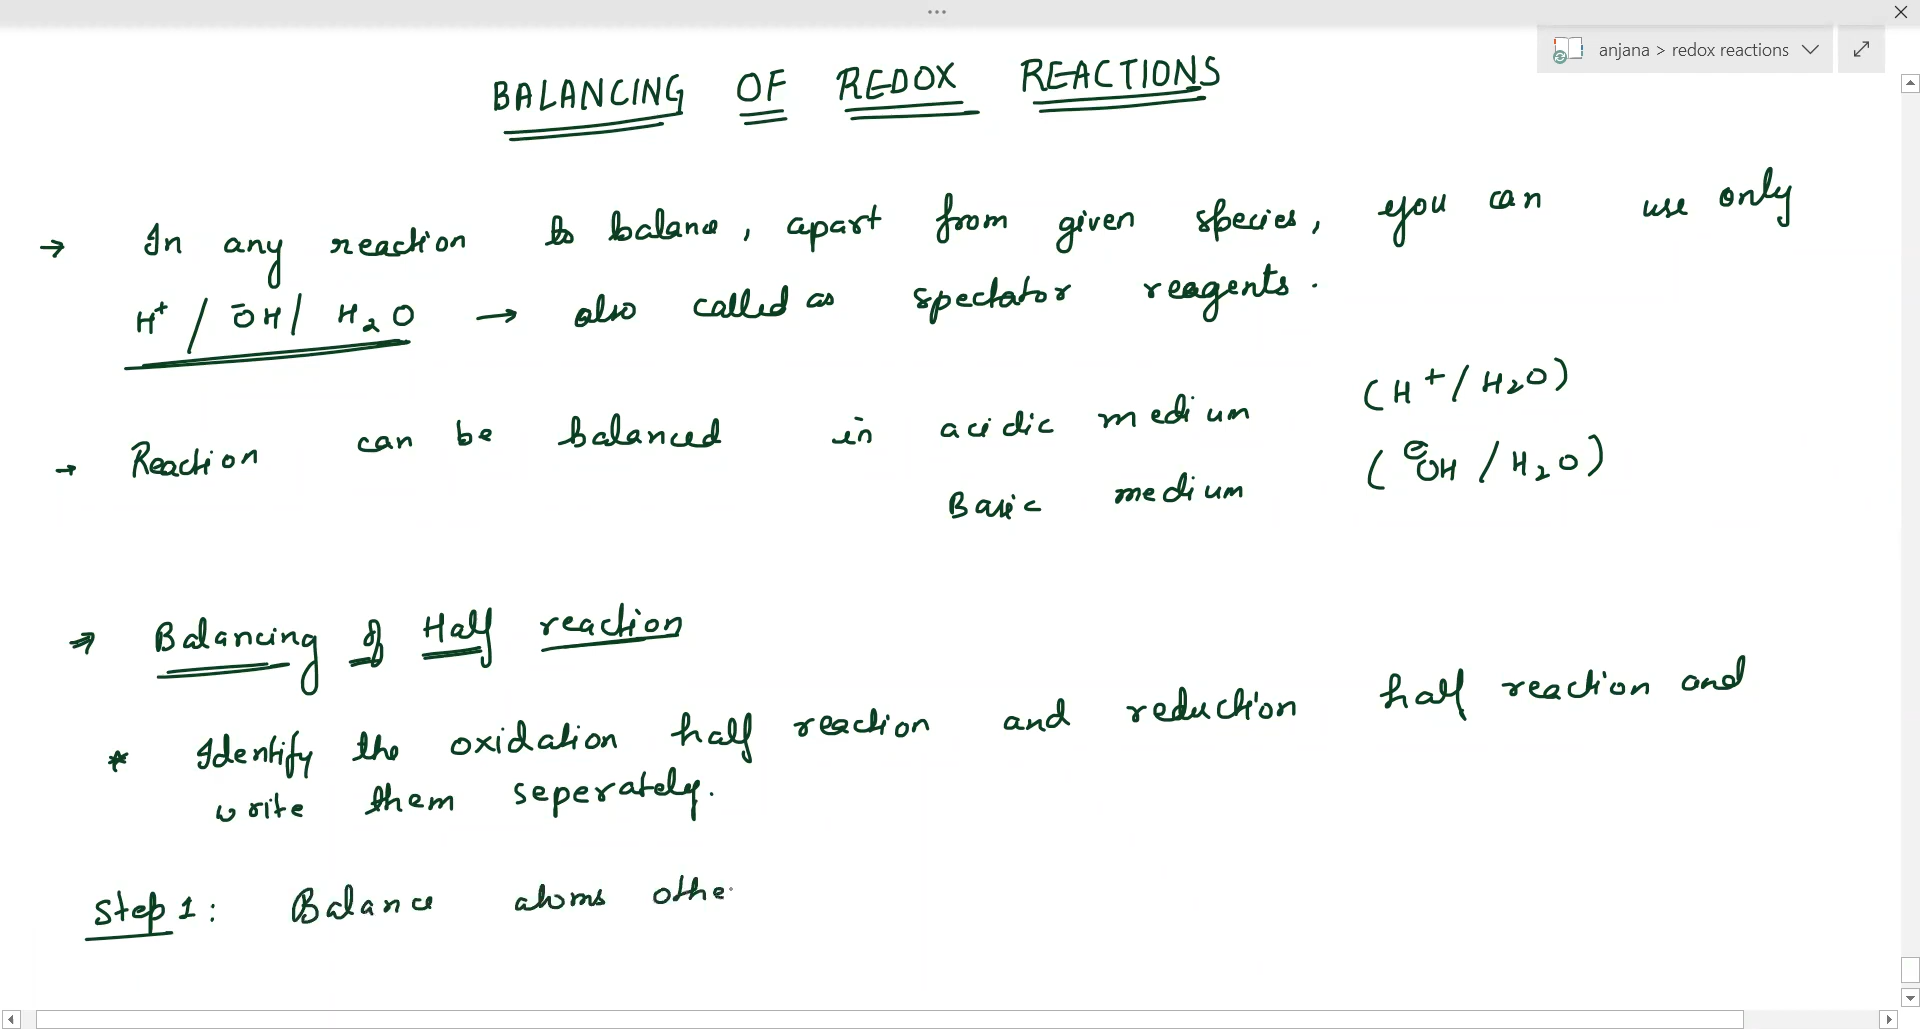 anjana > redox reactions
BALANCING OF REDOX REACTIONS
→ In any reaction to balance, apart from given species, you can use only
H⁺ / ŌH / H₂O → also called as spectator reagents.
→ Reaction can be balanced in acidic medium (H⁺/H₂O)
Basic medium (⊖OH / H₂O)
⇒ Balancing of Half reaction
* Identify the oxidation half reaction and reduction half reaction and
write them seperately.
Step 1: Balance atoms othe